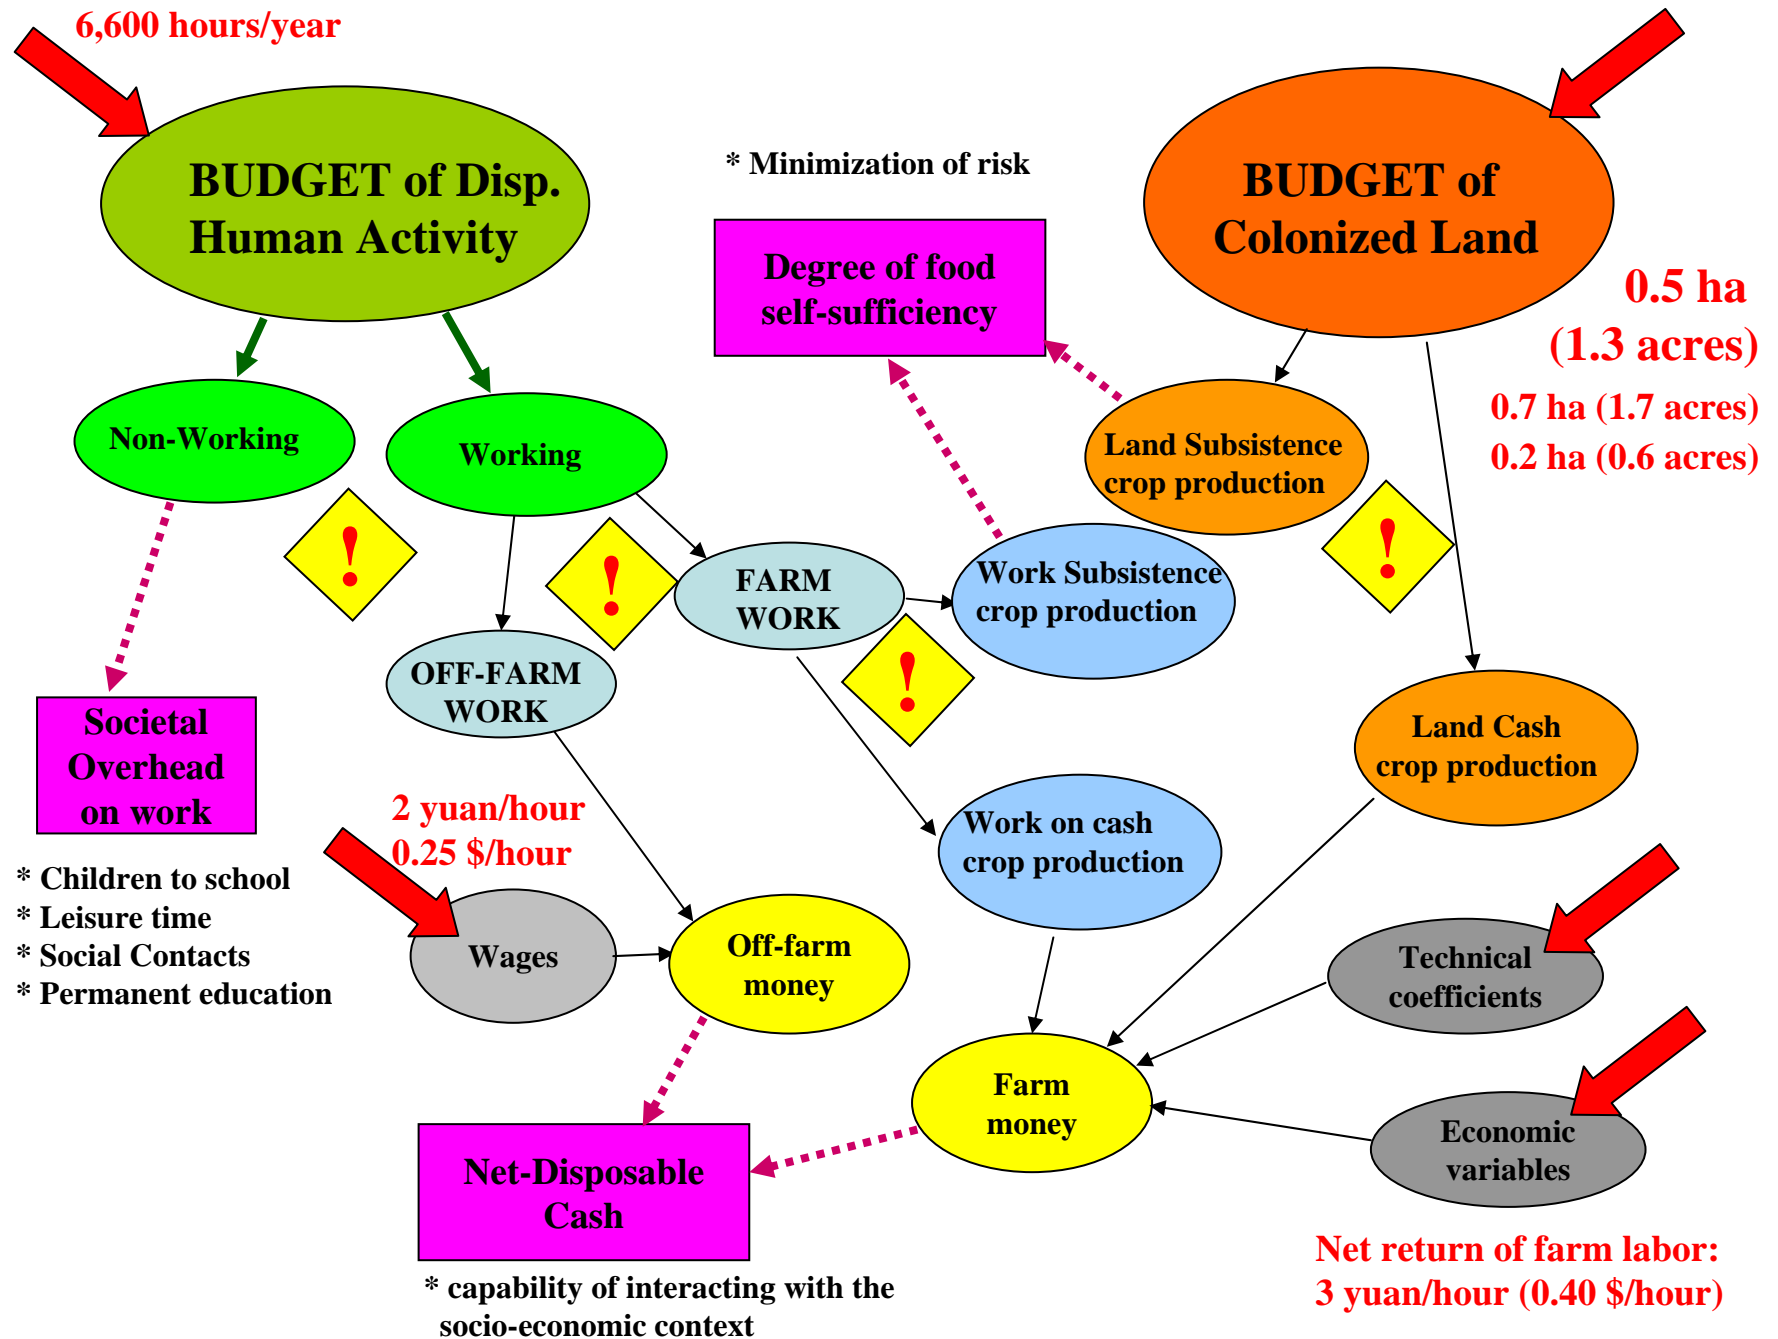 6,600 hours/year
BUDGET of Disp.
Human Activity
* Minimization of risk
BUDGET of
Colonized Land
Degree of food
self-sufficiency
0.5 ha
(1.3 acres)
0.7 ha (1.7 acres)
0.2 ha (0.6 acres)
Non-Working
Working
Land Subsistence
crop production
!
!
!
!
FARM
WORK
Work Subsistence
crop production
OFF-FARM
WORK
Societal
Overhead
on work
Land Cash
crop production
2 yuan/hour
0.25 $/hour
Work on cash
crop production
* Children to school
* Leisure time
* Social Contacts
* Permanent education
Wages
Off-farm
money
Technical
coefficients
Farm
money
Economic
variables
Net-Disposable
Cash
Net return of farm labor:
3 yuan/hour (0.40 $/hour)
* capability of interacting with the
socio-economic context